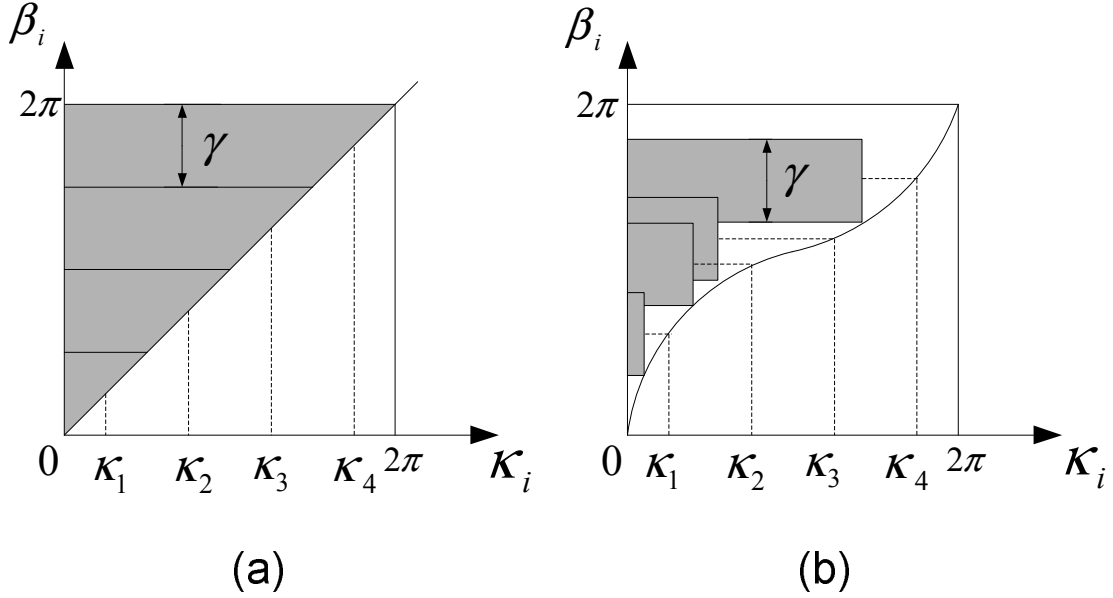 β_i β_i
2π 2π
γ γ
0 κ_1 κ_2 κ_3 κ_4 2π κ_i 0 κ_1 κ_2 κ_3 κ_4 2π κ_i
(a) (b)